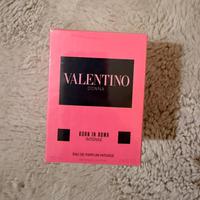 VALENTINO
DONNA
BORN IN ROMA
INTENSE
EAU DE PARFUM INTENSE